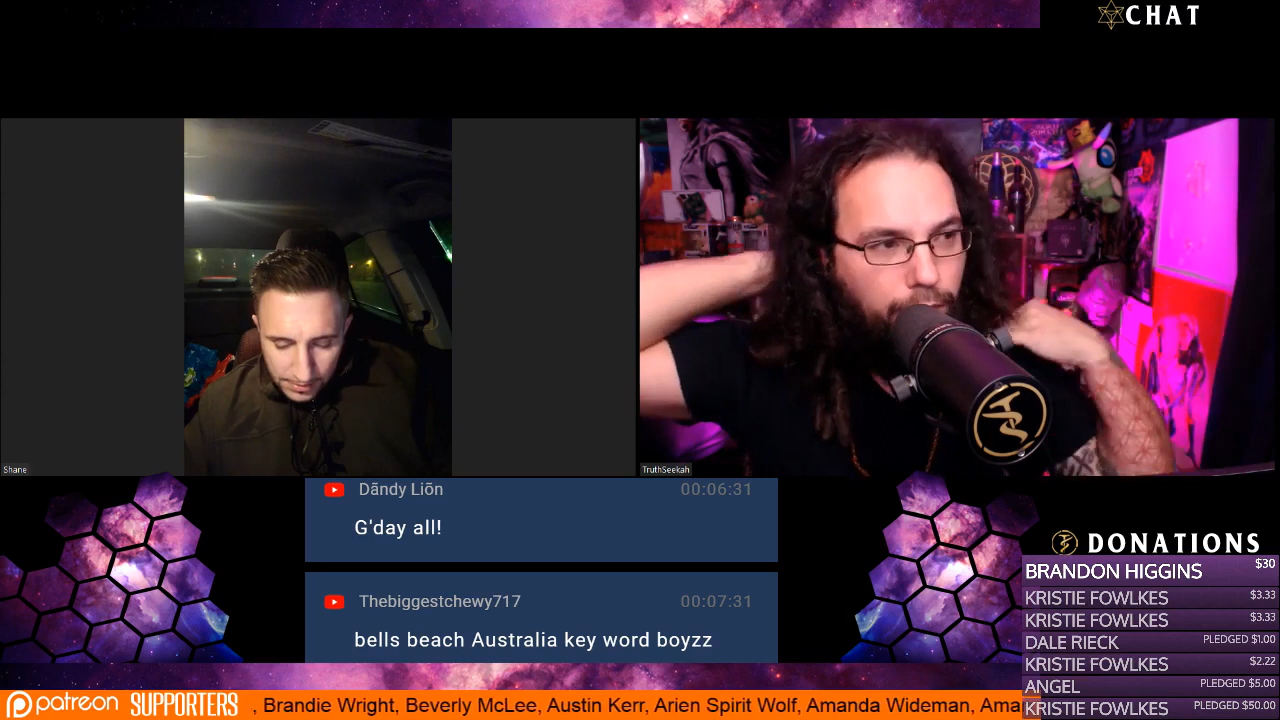 CHAT
Shane
TruthSeekah
Dãndy Liõn 00:06:31
G'day all!
Thebiggestchewy717 00:07:31
bells beach Australia key word boyzz
DONATIONS
BRANDON HIGGINS $30
KRISTIE FOWLKES $3.33
KRISTIE FOWLKES $3.33
DALE RIECK PLEDGED $1.00
KRISTIE FOWLKES $2.22
ANGEL PLEDGED $5.00
KRISTIE FOWLKES PLEDGED $50.00
patreon SUPPORTERS , Brandie Wright, Beverly McLee, Austin Kerr, Arien Spirit Wolf, Amanda Wideman, Ama